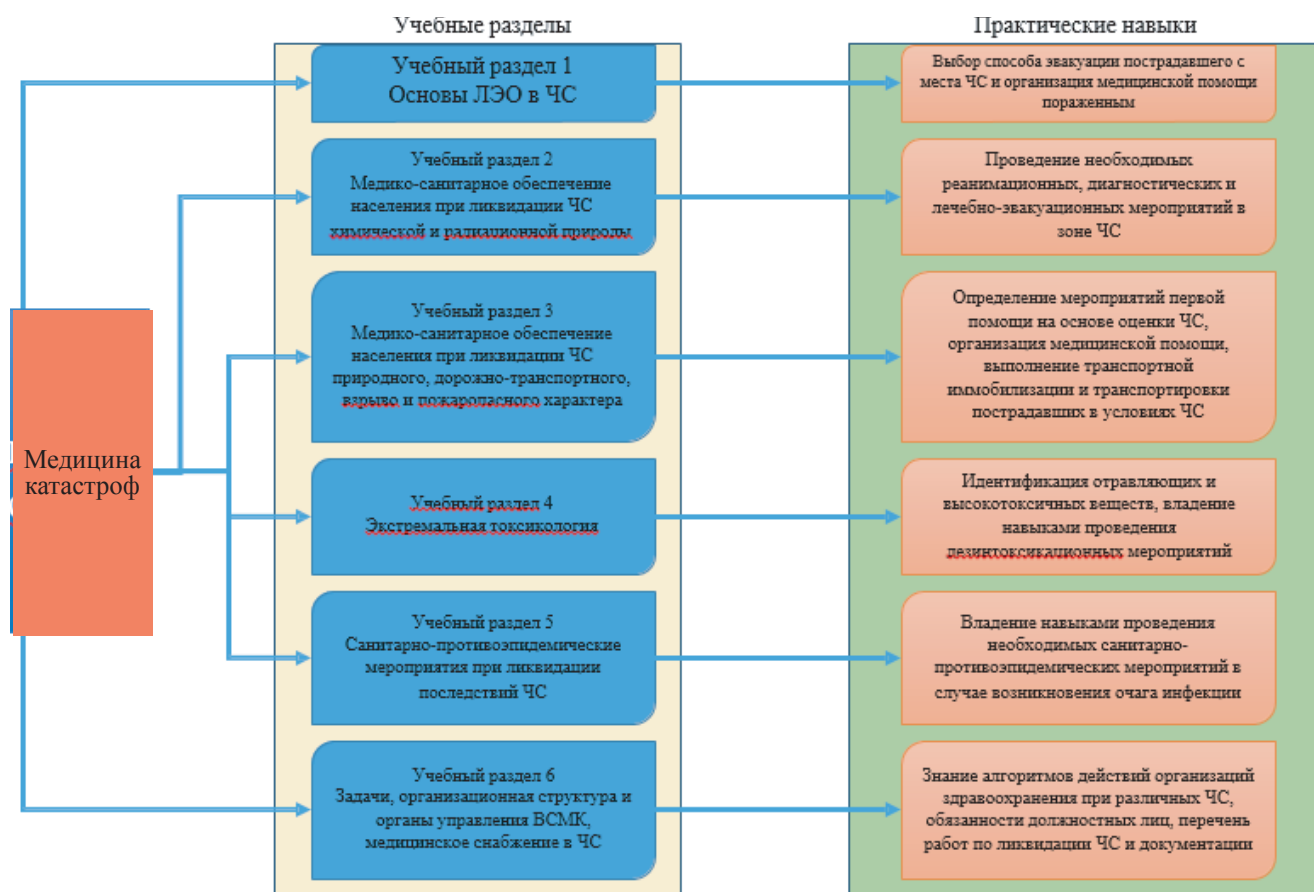 Учебные разделы
Практические навыки
Медицина
катастроф
Учебный раздел 1
Основы ЛЭО в ЧС
Выбор способа эвакуации пострадавшего с
места ЧС и организация медицинской помощи
пораженным
Учебный раздел 2
Медико-санитарное обеспечение
населения при ликвидации ЧС
химической и радиационной природы
Проведение необходимых
реанимационных, диагностических и
лечебно-эвакуационных мероприятий в
зоне ЧС
Учебный раздел 3
Медико-санитарное обеспечение
населения при ликвидации ЧС
природного, дорожно-транспортного,
взрыво и пожаропасного характера
Определение мероприятий первой
помощи на основе оценки ЧС,
организация медицинской помощи,
выполнение транспортной
иммобилизации и транспортировки
пострадавших в условиях ЧС
Учебный раздел 4
Экстремальная токсикология
Идентификация отравляющих и
высокотоксичных веществ, владение
навыками проведения
дезинтоксикационных мероприятий
Учебный раздел 5
Санитарно-противоэпидемические
мероприятия при ликвидации
последствий ЧС
Владение навыками проведения
необходимых санитарно-
противоэпидемических мероприятий в
случае возникновения очага инфекции
Учебный раздел 6
Задачи, организационная структура и
органы управления ВСМК,
медицинское снабжение в ЧС
Знание алгоритмов действий организаций
здравоохранения при различных ЧС,
обязанности должностных лиц, перечень
работ по ликвидации ЧС и документации